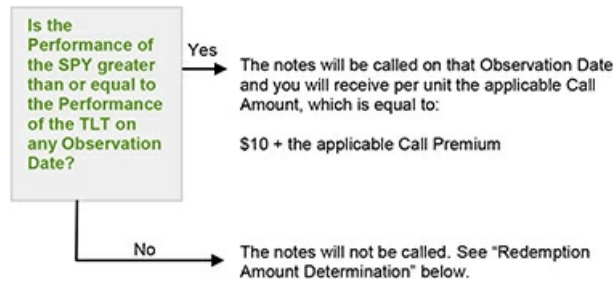 Is the
Performance of
the SPY greater
than or equal to
the Performance
of the TLT on
any Observation
Date?
Yes
The notes will be called on that Observation Date
and you will receive per unit the applicable Call
Amount, which is equal to:
$10 + the applicable Call Premium
No
The notes will not be called. See “Redemption
Amount Determination” below.